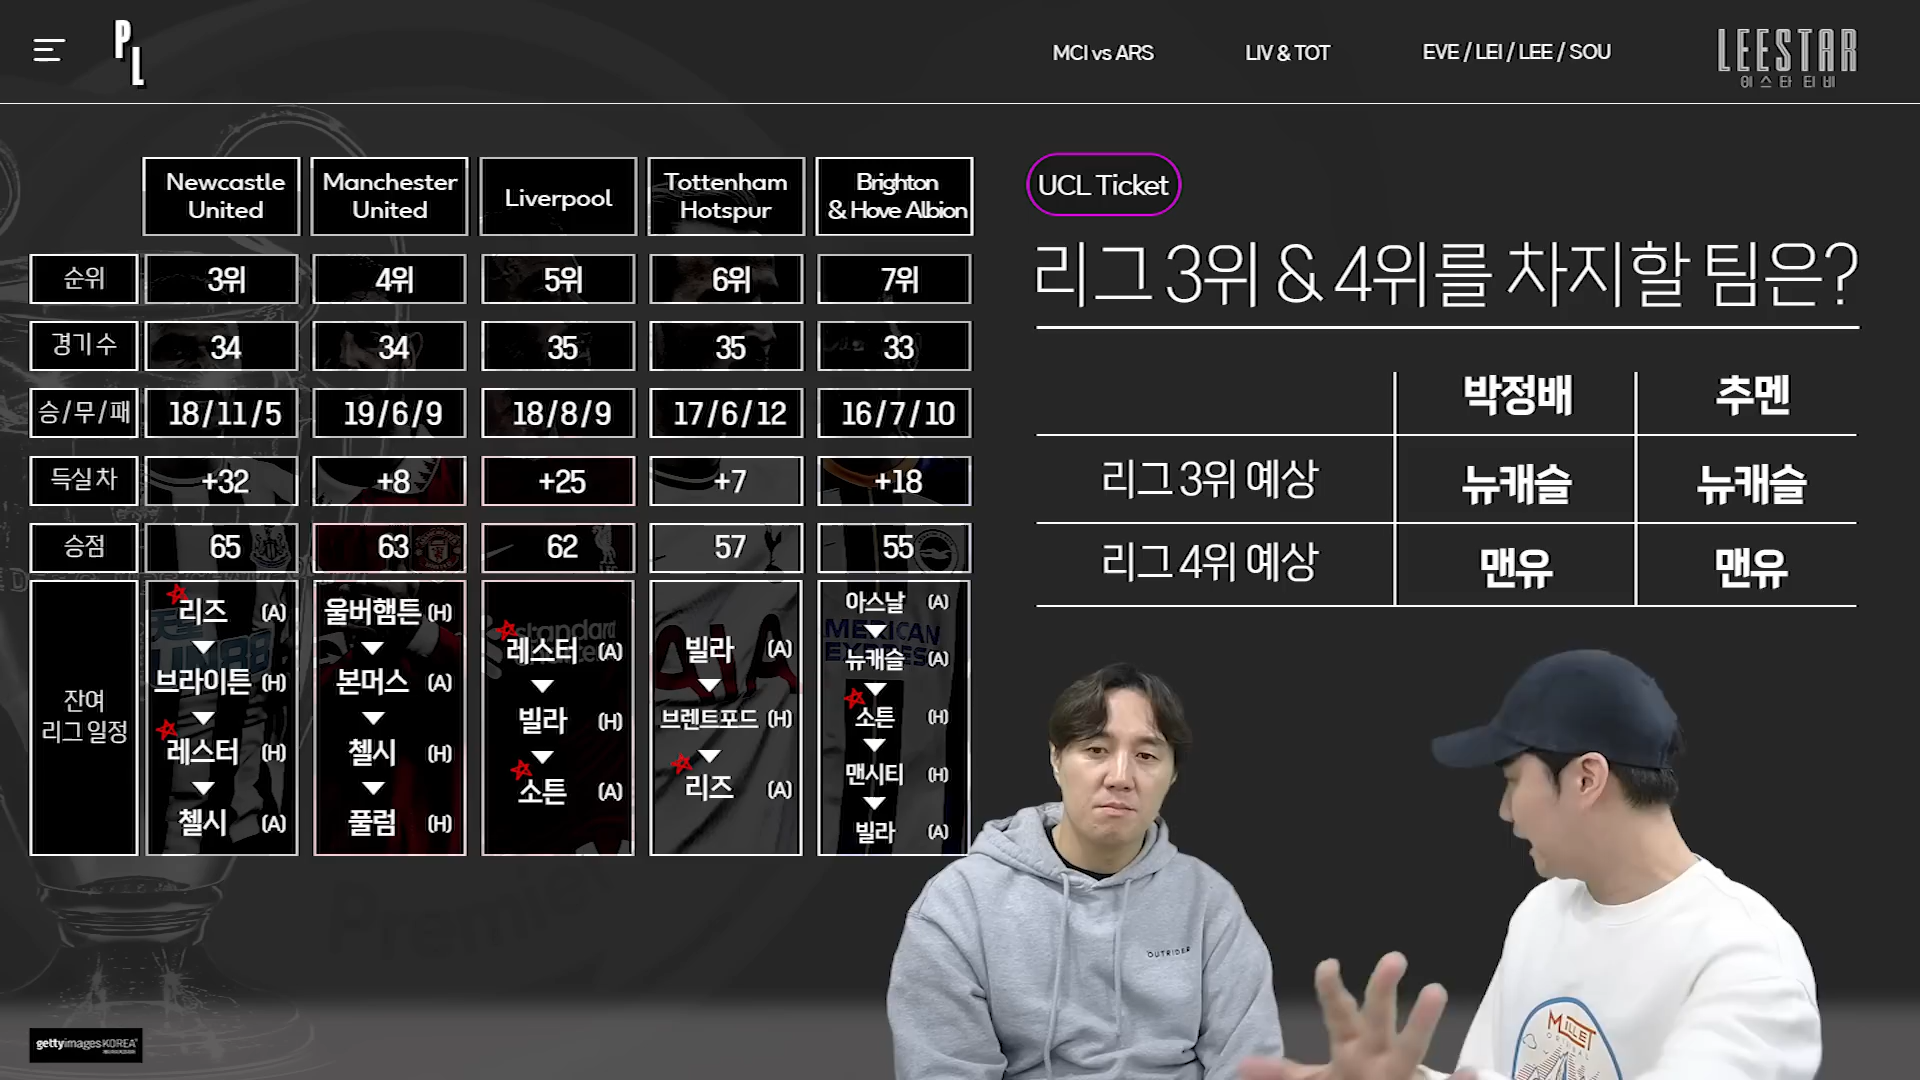 PL
MCI vs ARS
LIV & TOT
EVE / LEI / LEE / SOU
LEESTAR
이스타티비
Newcastle United
Manchester United
Liverpool
Tottenham Hotspur
Brighton & Hove Albion
순위 3위 4위 5위 6위 7위
경기 수 34 34 35 35 33
승/무/패 18/11/5 19/6/9 18/8/9 17/6/12 16/7/10
득실 차 +32 +8 +25 +7 +18
승점 65 63 62 57 55
잔여
리그 일정
리즈 (A)
브라이튼 (H)
레스터 (H)
첼시 (A)
울버햄튼 (H)
본머스 (A)
첼시 (H)
풀럼 (H)
레스터 (A)
빌라 (H)
소튼 (A)
빌라 (A)
브렌트포드 (H)
리즈 (A)
아스날 (A)
뉴캐슬 (A)
소튼 (H)
맨시티 (H)
빌라 (A)
UCL Ticket
리그 3위 & 4위를 차지할 팀은?
박정배 추멘
리그 3위 예상 뉴캐슬 뉴캐슬
리그 4위 예상 맨유 맨유
OUTRIDER
MILLET
ORIGINAL
gettyimages KOREA